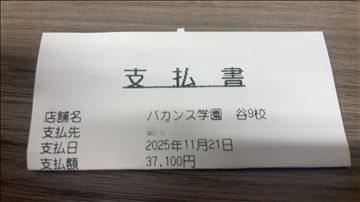 支払書
店舗名 バカンス学園 谷9校
支払先
支払日 2025年11月21日
支払額 37,100円